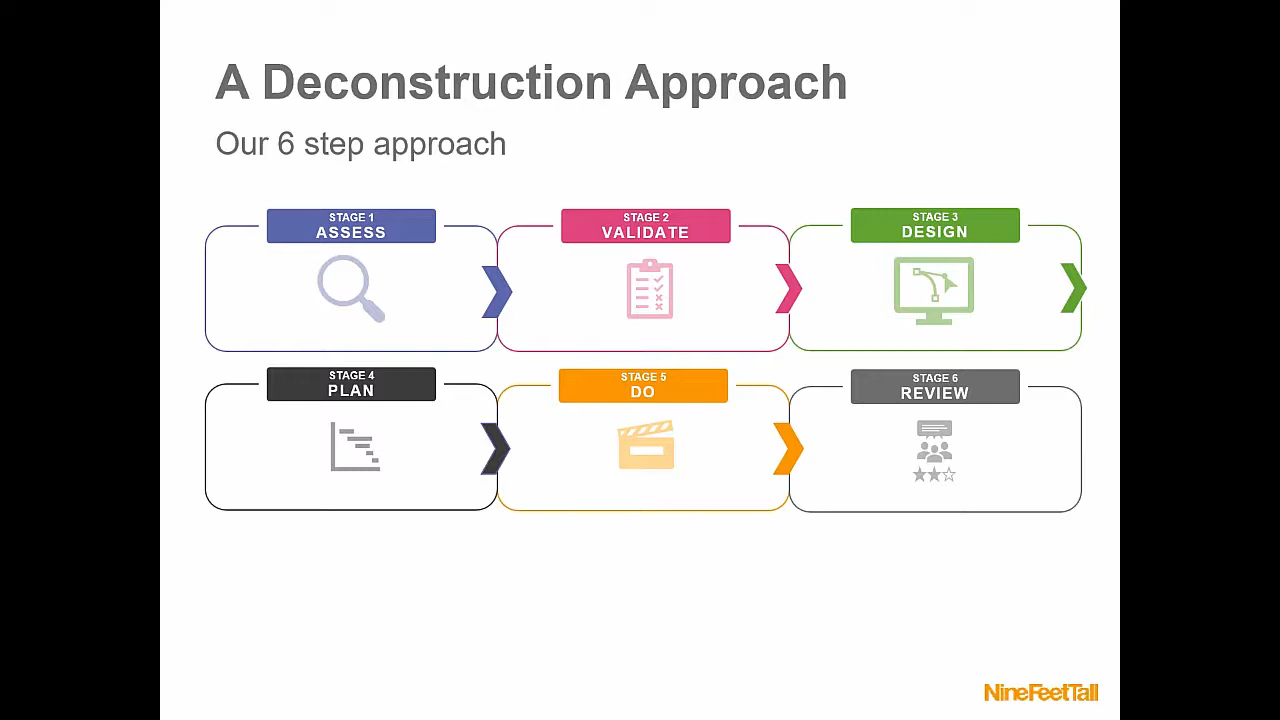 A Deconstruction Approach
Our 6 step approach
STAGE 1
ASSESS
STAGE 2
VALIDATE
STAGE 3
DESIGN
STAGE 4
PLAN
STAGE 5
DO
STAGE 6
REVIEW
NineFeetTall